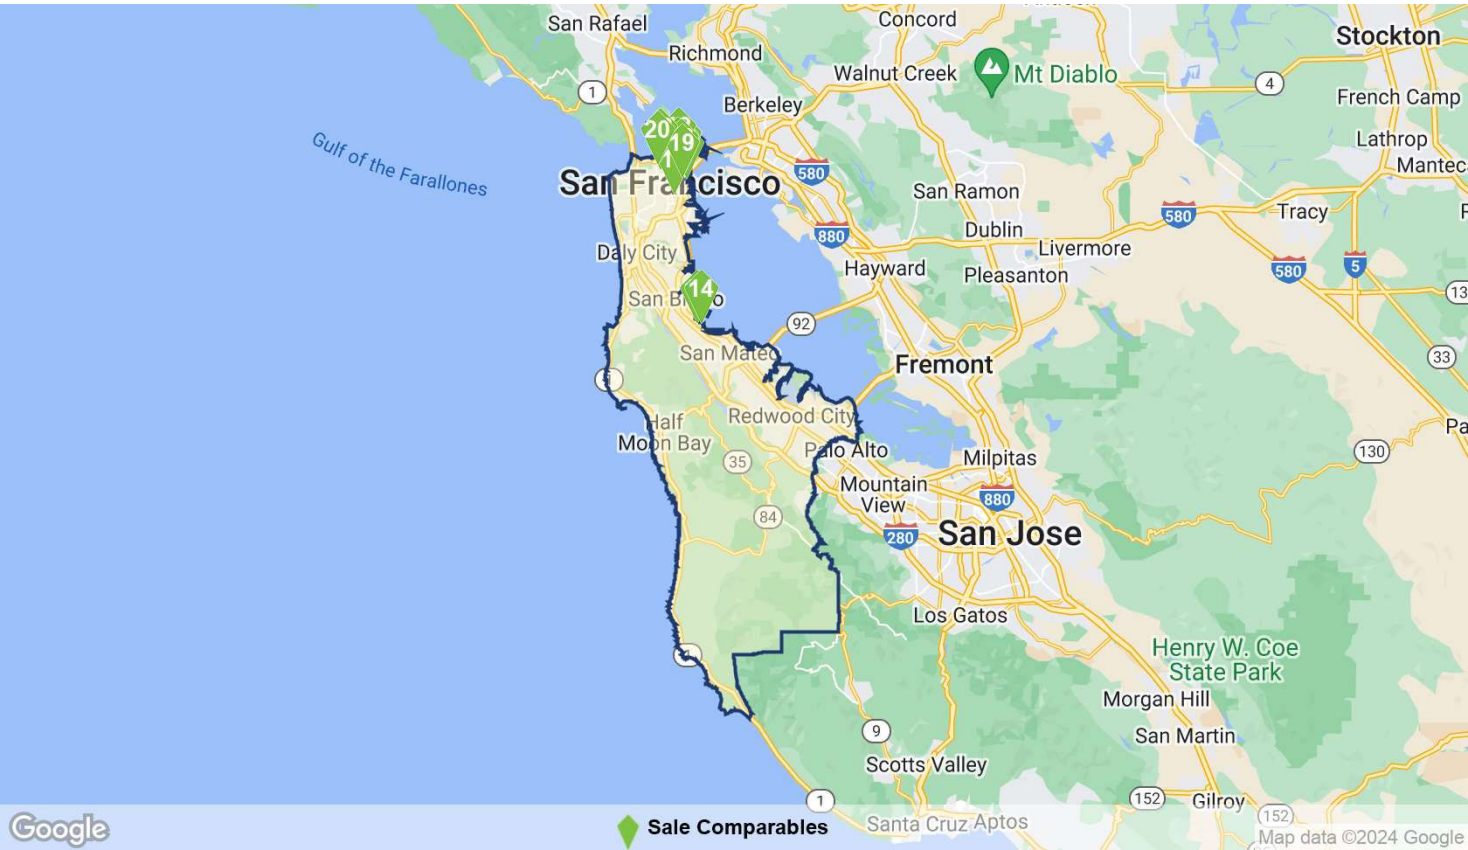 San Rafael
Concord
Stockton
Richmond
Walnut Creek
Mt Diablo
4
French Camp
1
Berkeley
Lathrop
20
19
1
Gulf of the Farallones
580
San Francisco
San Ramon
580
Tracy
880
Dublin
Livermore
Daly City
Hayward
Pleasanton
580
5
14
92
San Mateo
33
Fremont
Redwood City
Half
Moon Bay
Palo Alto
130
35
Milpitas
Mountain
View
880
84
280
San Jose
Los Gatos
Henry W. Coe
State Park
Morgan Hill
9
San Martin
Scotts Valley
1
152
Gilroy
152
Santa Cruz
Aptos
Google
Sale Comparables
Map data ©2024 Google